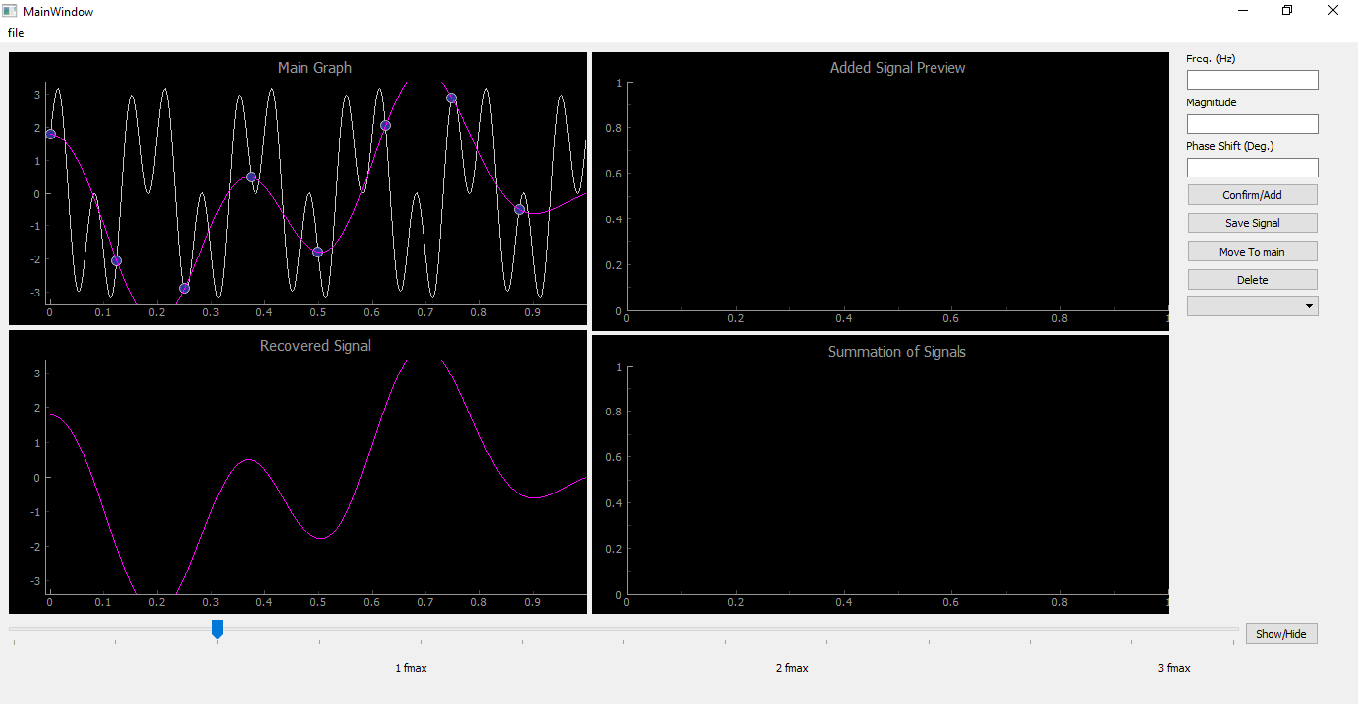 MainWindow
file
Main Graph
3
2
1
0
-1
-2
-3
0 0.1 0.2 0.3 0.4 0.5 0.6 0.7 0.8 0.9
Added Signal Preview
1
0.8
0.6
0.4
0.2
0
0 0.2 0.4 0.6 0.8 1
Recovered Signal
3
2
1
0
-1
-2
-3
0 0.1 0.2 0.3 0.4 0.5 0.6 0.7 0.8 0.9
Summation of Signals
1
0.8
0.6
0.4
0.2
0
0 0.2 0.4 0.6 0.8 1
Freq. (Hz)
Magnitude
Phase Shift (Deg.)
Confirm/Add
Save Signal
Move To main
Delete
Show/Hide
1 fmax 2 fmax 3 fmax